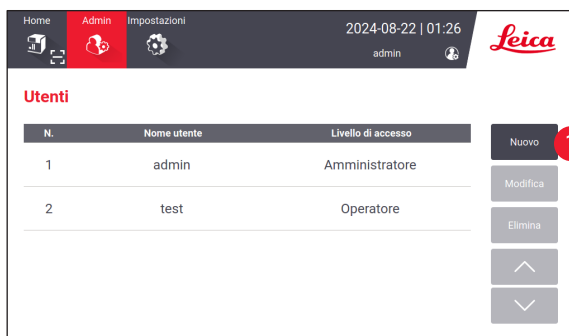 Home Admin Impostazioni
2024-08-22 | 01:26
admin
Leica
Utenti
N. Nome utente Livello di accesso
1 admin Amministratore
2 test Operatore
Nuovo
Modifica
Elimina